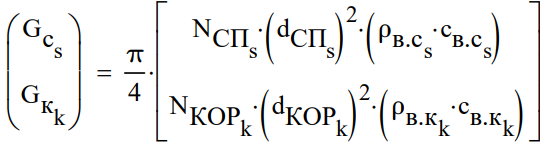 (G_{c_s}) = π/4 · [N_{СП_s}·(d_{СП_s})^2·(ρ_{в.c_s}·c_{в.c_s})]
(G_{к_k}) [N_{КОР_k}·(d_{КОР_k})^2·(ρ_{в.к_k}·c_{в.к_k})]